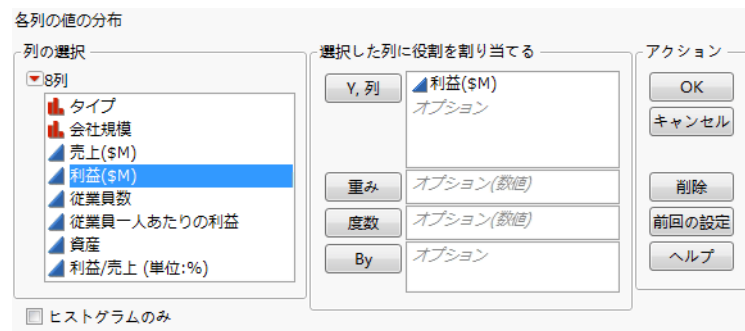 各列の値の分布
列の選択
8列
タイプ
会社規模
売上($M)
利益($M)
従業員数
従業員一人あたりの利益
資産
利益/売上 (単位:%)
ヒストグラムのみ
選択した列に役割を割り当てる
Y, 列
利益($M)
オプション
重み
オプション(数値)
度数
オプション(数値)
By
オプション
アクション
OK
キャンセル
削除
前回の設定
ヘルプ